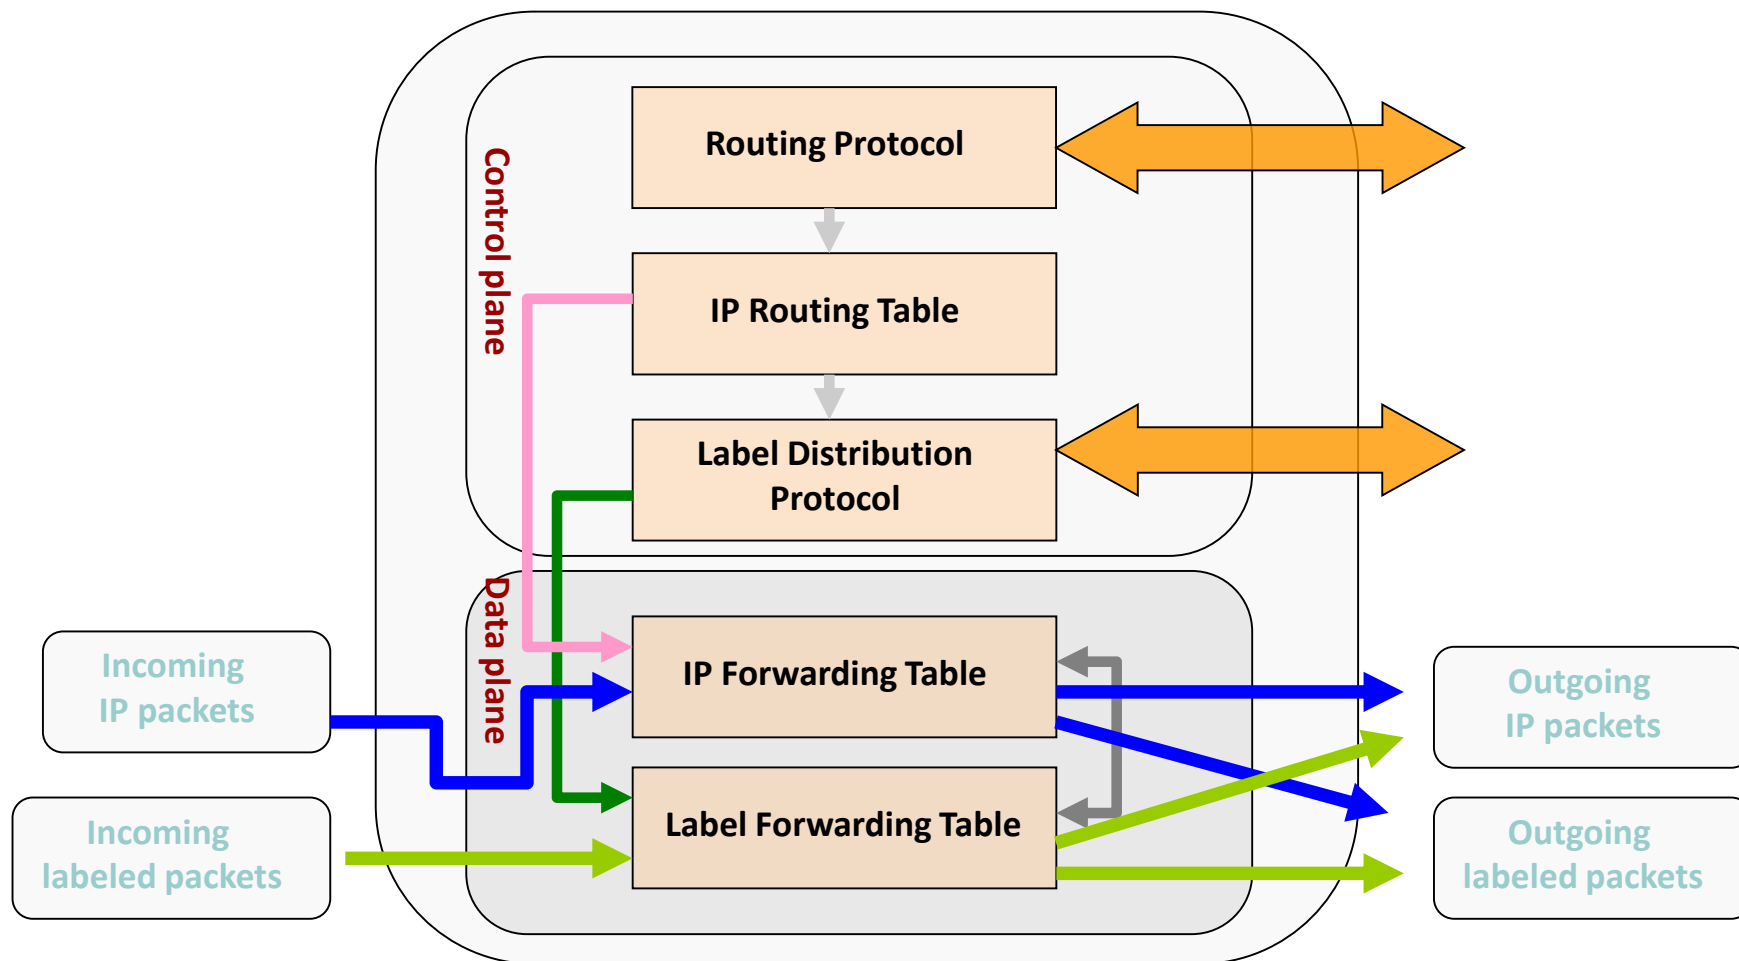 Routing Protocol
Control plane
IP Routing Table
Label Distribution
Protocol
Data plane
Incoming
IP packets
IP Forwarding Table
Outgoing
IP packets
Incoming
labeled packets
Label Forwarding Table
Outgoing
labeled packets